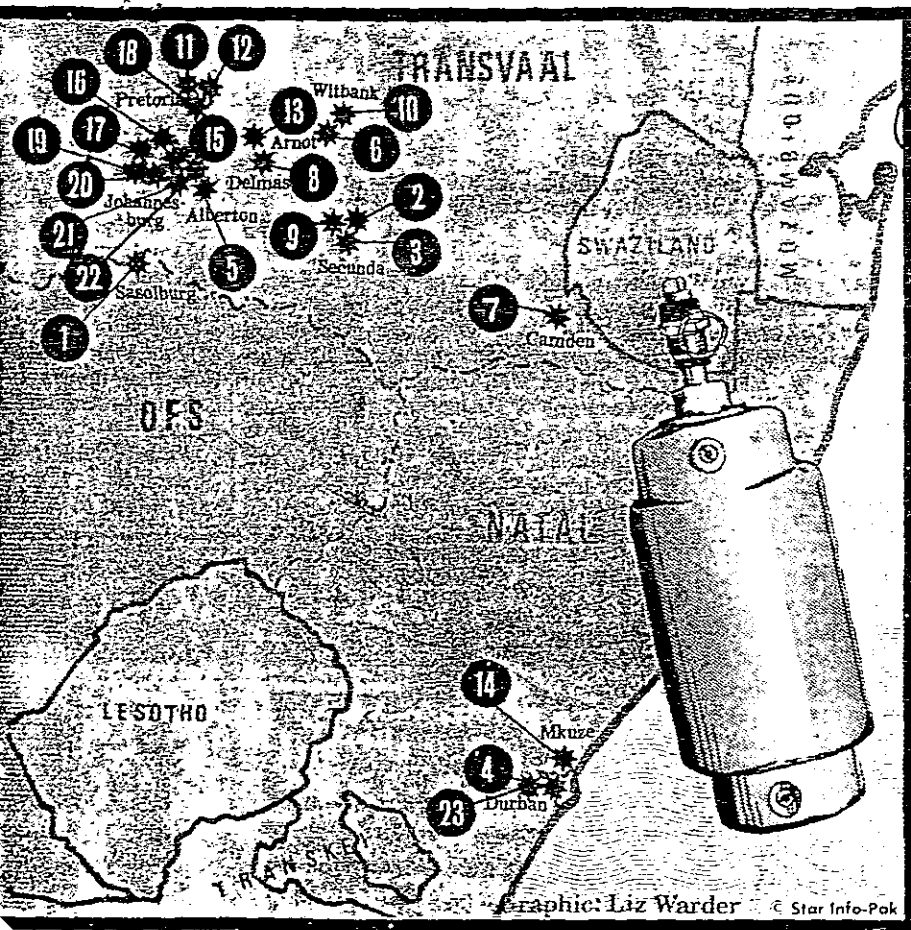 18 11 12
TRANSVAAL
16
Pretoria
Witbank
13 10
19 17 15
Arnot
6
20
Delmas
8
Johannes
burg
Alberton
2
21
9
SWAZILAND
MOZAMBIQUE
22 5
Secunda
3
Sasolburg
7
1
Camden
OFS
NATAL
14
LESOTHO
Mkuze
4
Durban
23
TRANSKEI
Graphic: Liz Warder © Star Info-Pak